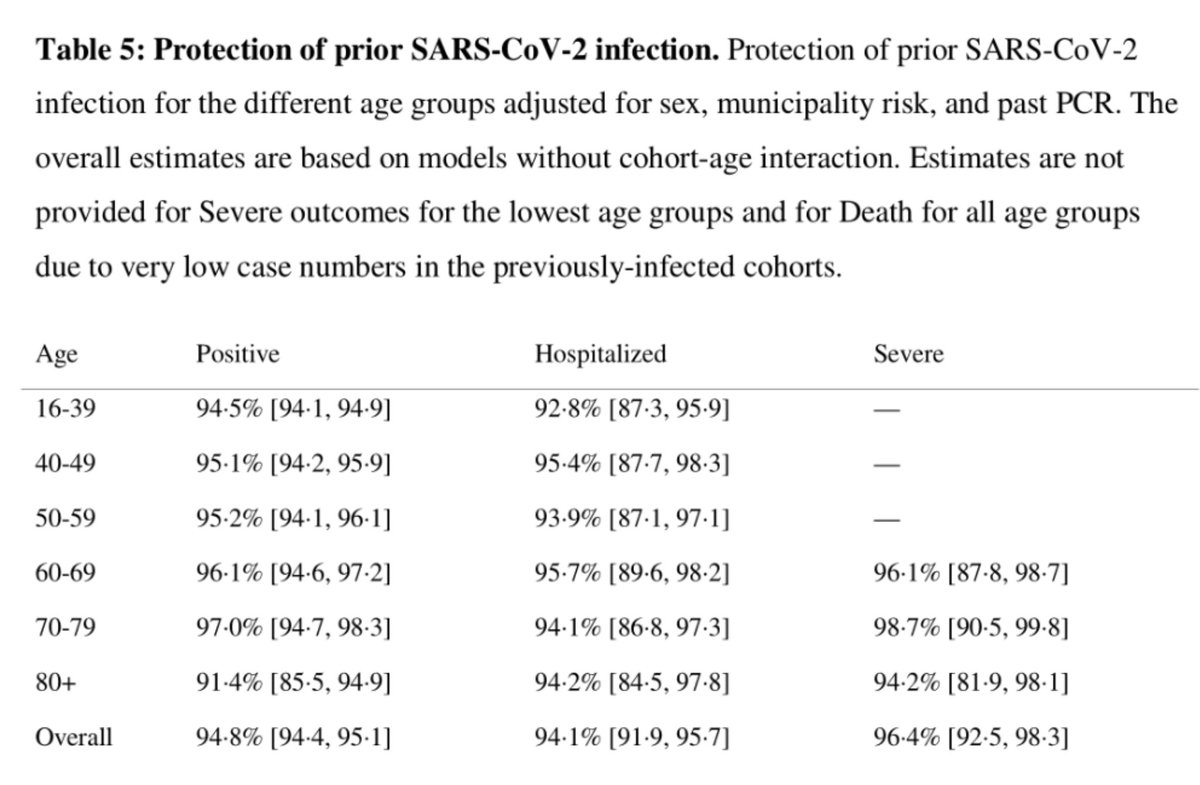 Table 5: Protection of prior SARS-CoV-2 infection. Protection of prior SARS-CoV-2
infection for the different age groups adjusted for sex, municipality risk, and past PCR. The
overall estimates are based on models without cohort-age interaction. Estimates are not
provided for Severe outcomes for the lowest age groups and for Death for all age groups
due to very low case numbers in the previously-infected cohorts.
Age Positive Hospitalized Severe
16-39 94·5% [94·1, 94·9] 92·8% [87·3, 95·9] —
40-49 95·1% [94·2, 95·9] 95·4% [87·7, 98·3] —
50-59 95·2% [94·1, 96·1] 93·9% [87·1, 97·1] —
60-69 96·1% [94·6, 97·2] 95·7% [89·6, 98·2] 96·1% [87·8, 98·7]
70-79 97·0% [94·7, 98·3] 94·1% [86·8, 97·3] 98·7% [90·5, 99·8]
80+ 91·4% [85·5, 94·9] 94·2% [84·5, 97·8] 94·2% [81·9, 98·1]
Overall 94·8% [94·4, 95·1] 94·1% [91·9, 95·7] 96·4% [92·5, 98·3]